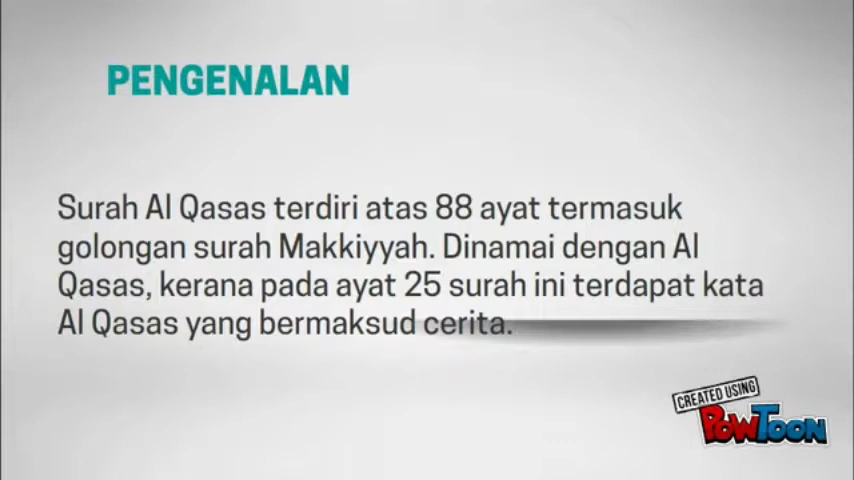 PENGENALAN
Surah Al Qasas terdiri atas 88 ayat termasuk
golongan surah Makkiyyah. Dinamai dengan Al
Qasas, kerana pada ayat 25 surah ini terdapat kata
Al Qasas yang bermaksud cerita.
CREATED USING
POWTOON